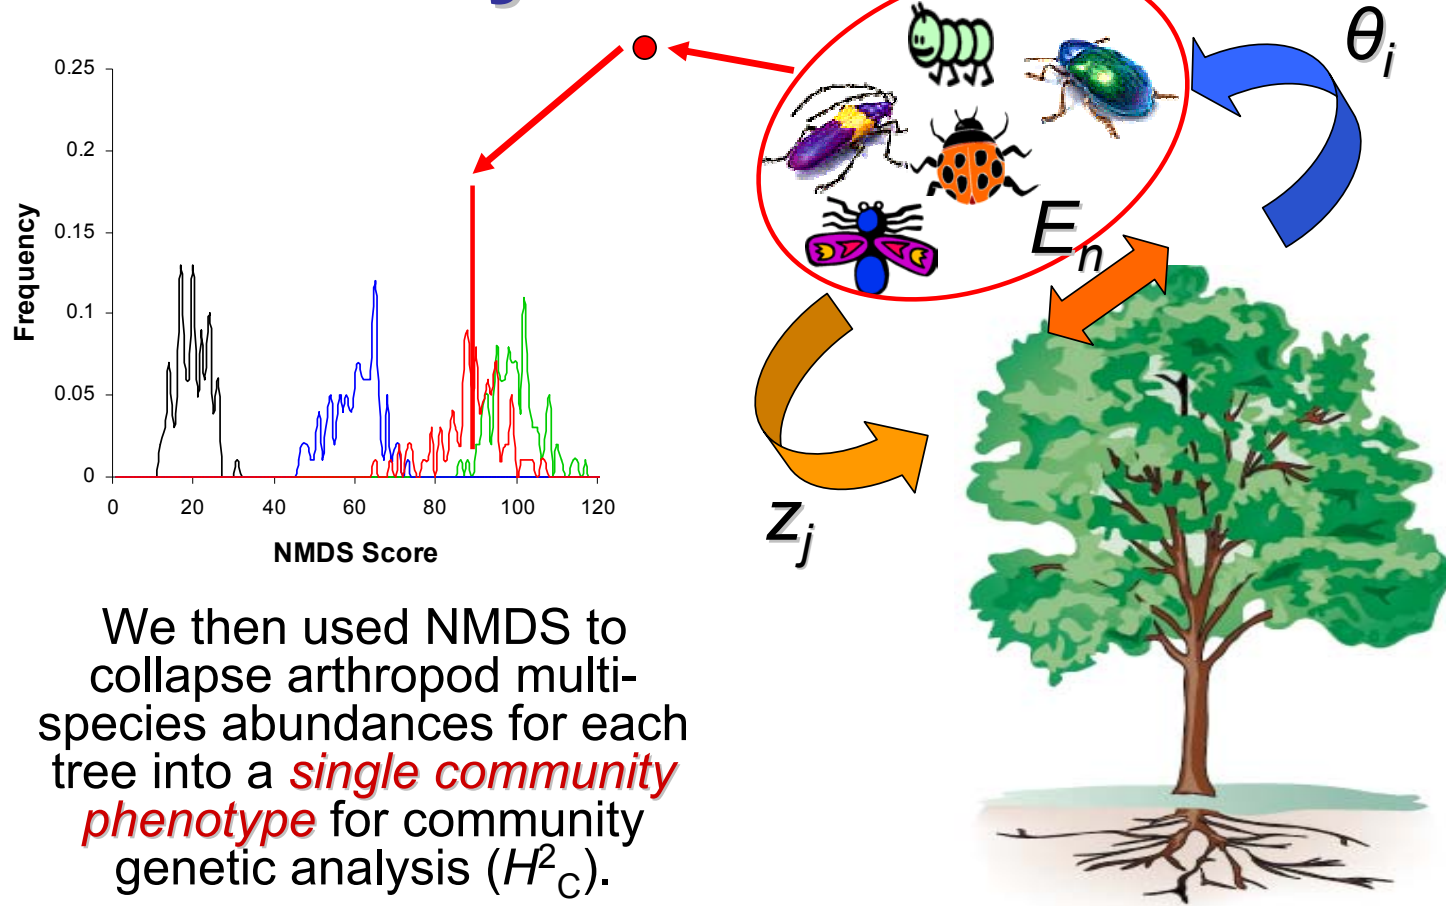 0.25
0.2
0.15
0.1
0.05
0
Frequency
0 20 40 60 80 100 120
NMDS Score
θi
En
zj
We then used NMDS to
collapse arthropod multi-
species abundances for each
tree into a single community
phenotype for community
genetic analysis (H²C).